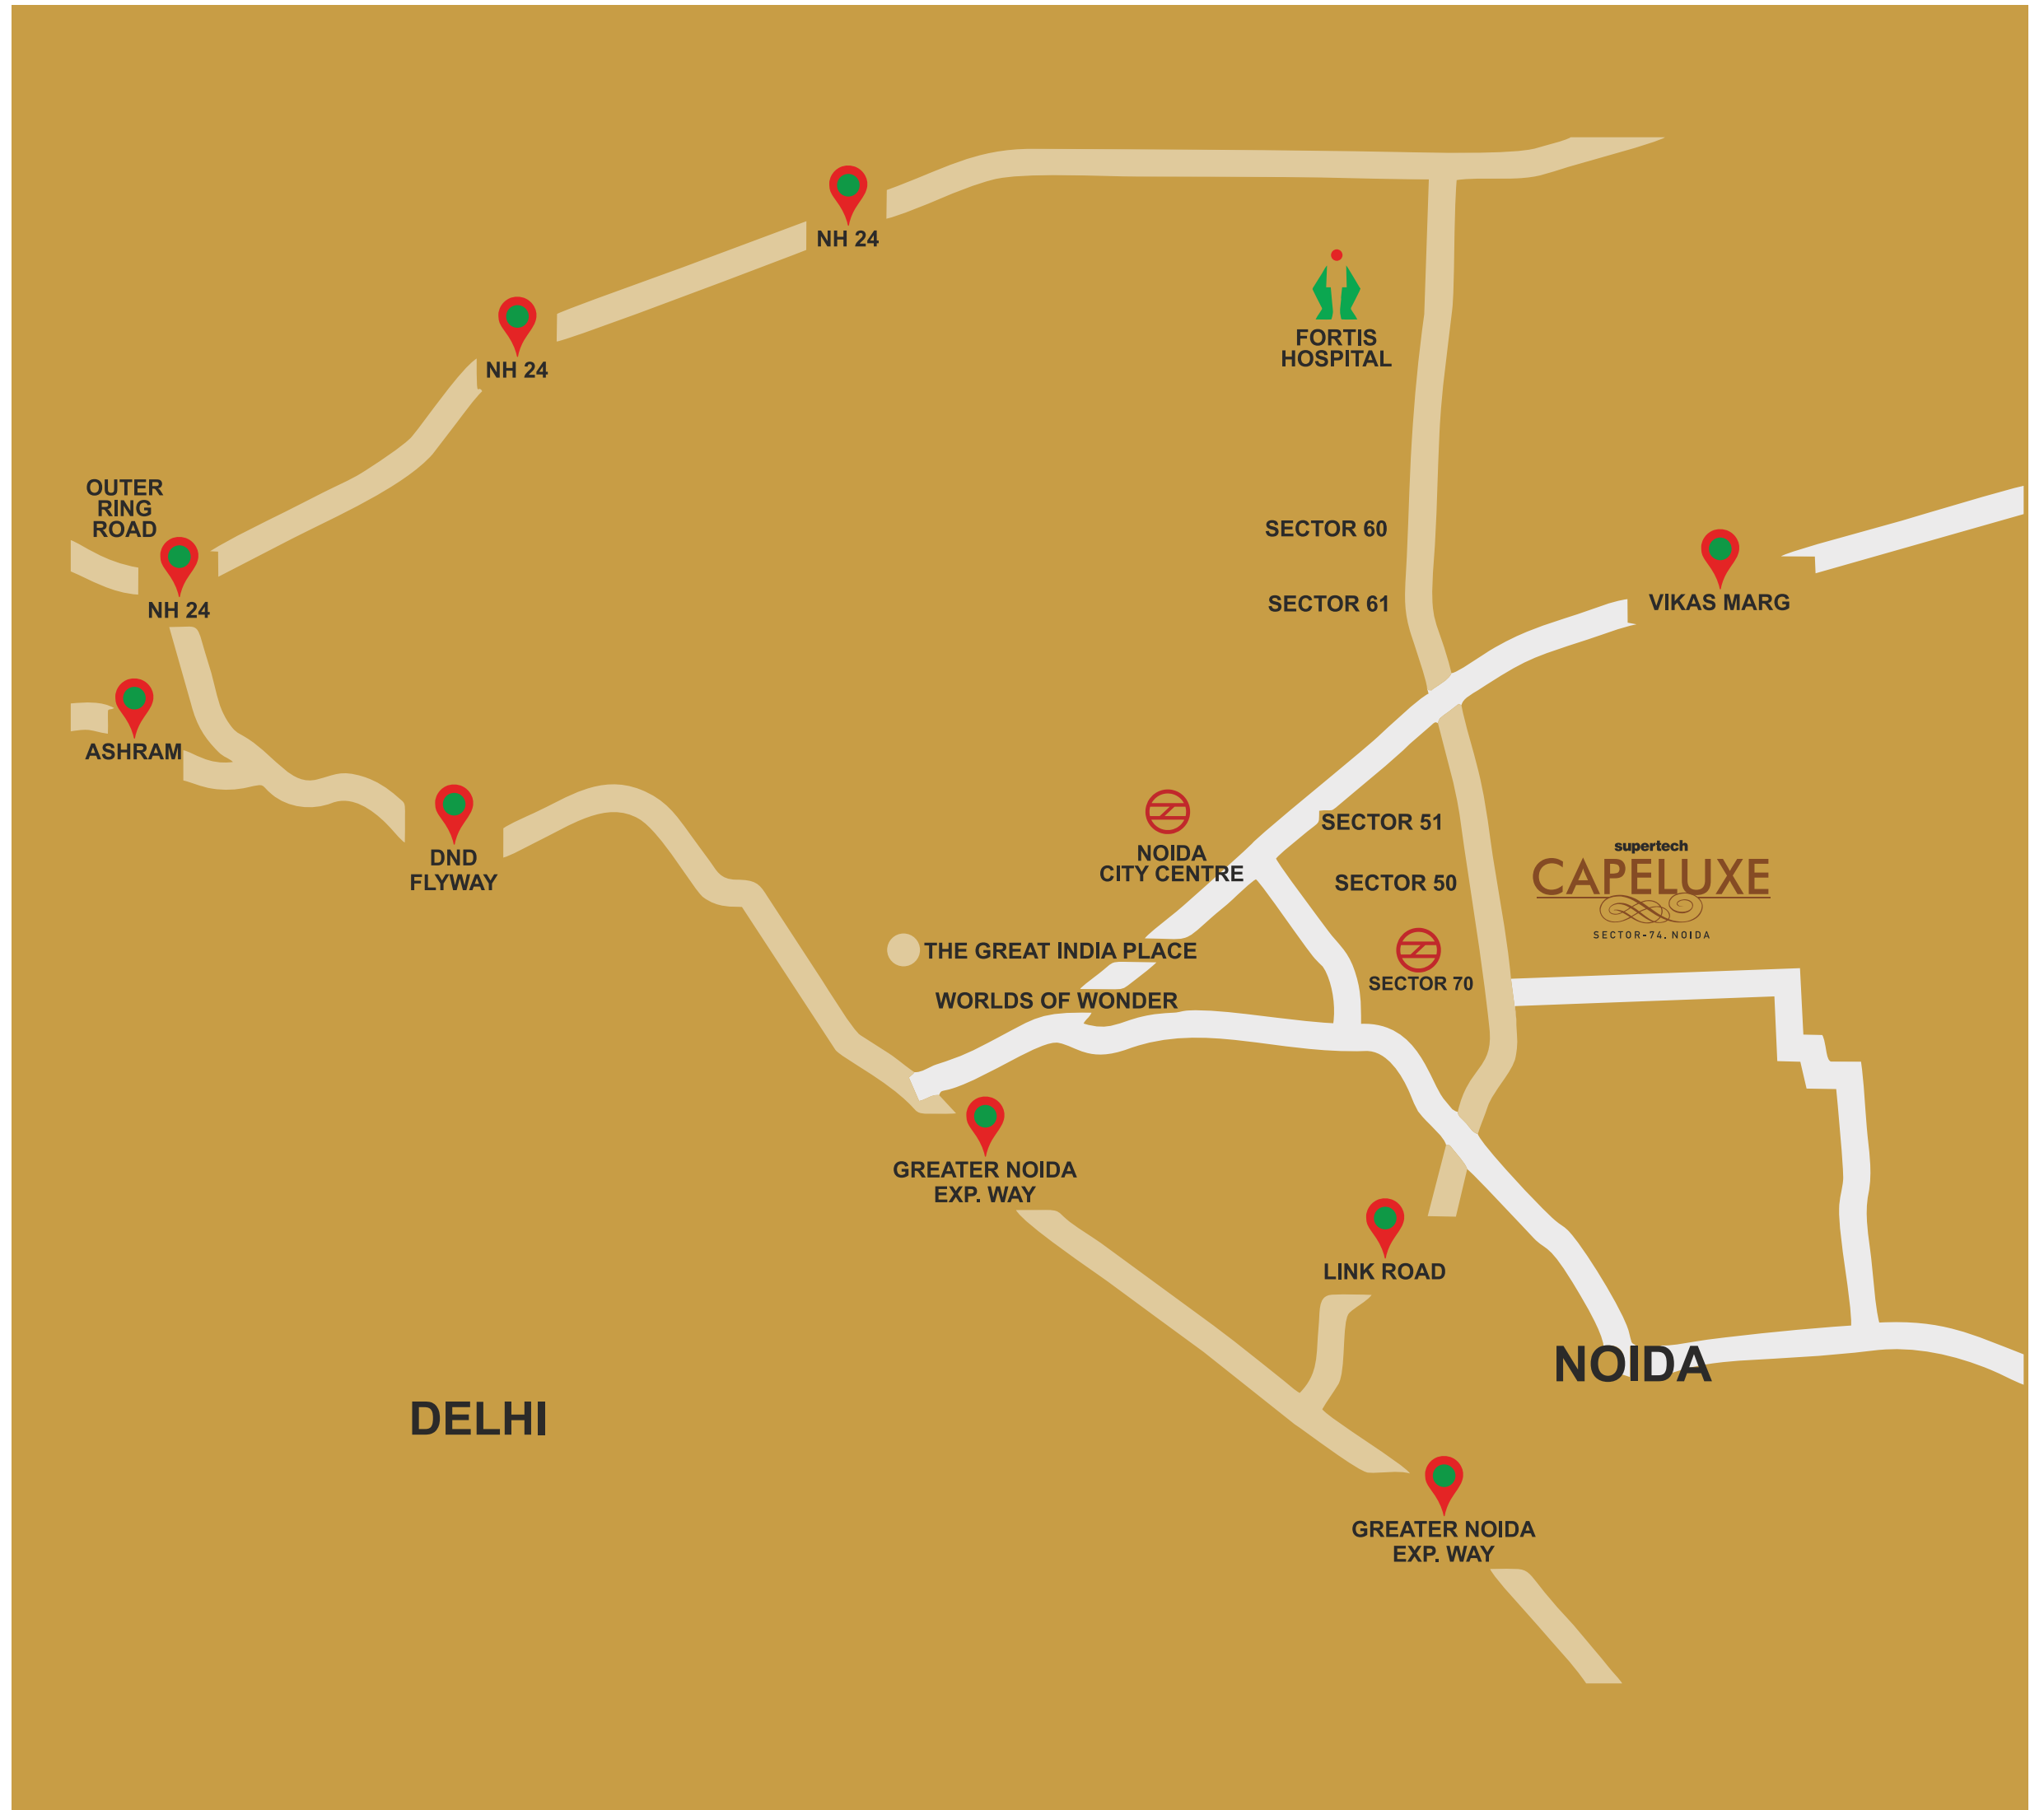 NH 24
FORTIS
HOSPITAL
NH 24
OUTER
RING
ROAD
SECTOR 60
NH 24
SECTOR 61
VIKAS MARG
ASHRAM
SECTOR 51
supertech
CAPELUXE
SECTOR-74, NOIDA
NOIDA
CITY CENTRE
DND
FLYWAY
SECTOR 50
THE GREAT INDIA PLACE
SECTOR 70
WORLDS OF WONDER
GREATER NOIDA
EXP. WAY
LINK ROAD
NOIDA
DELHI
GREATER NOIDA
EXP. WAY